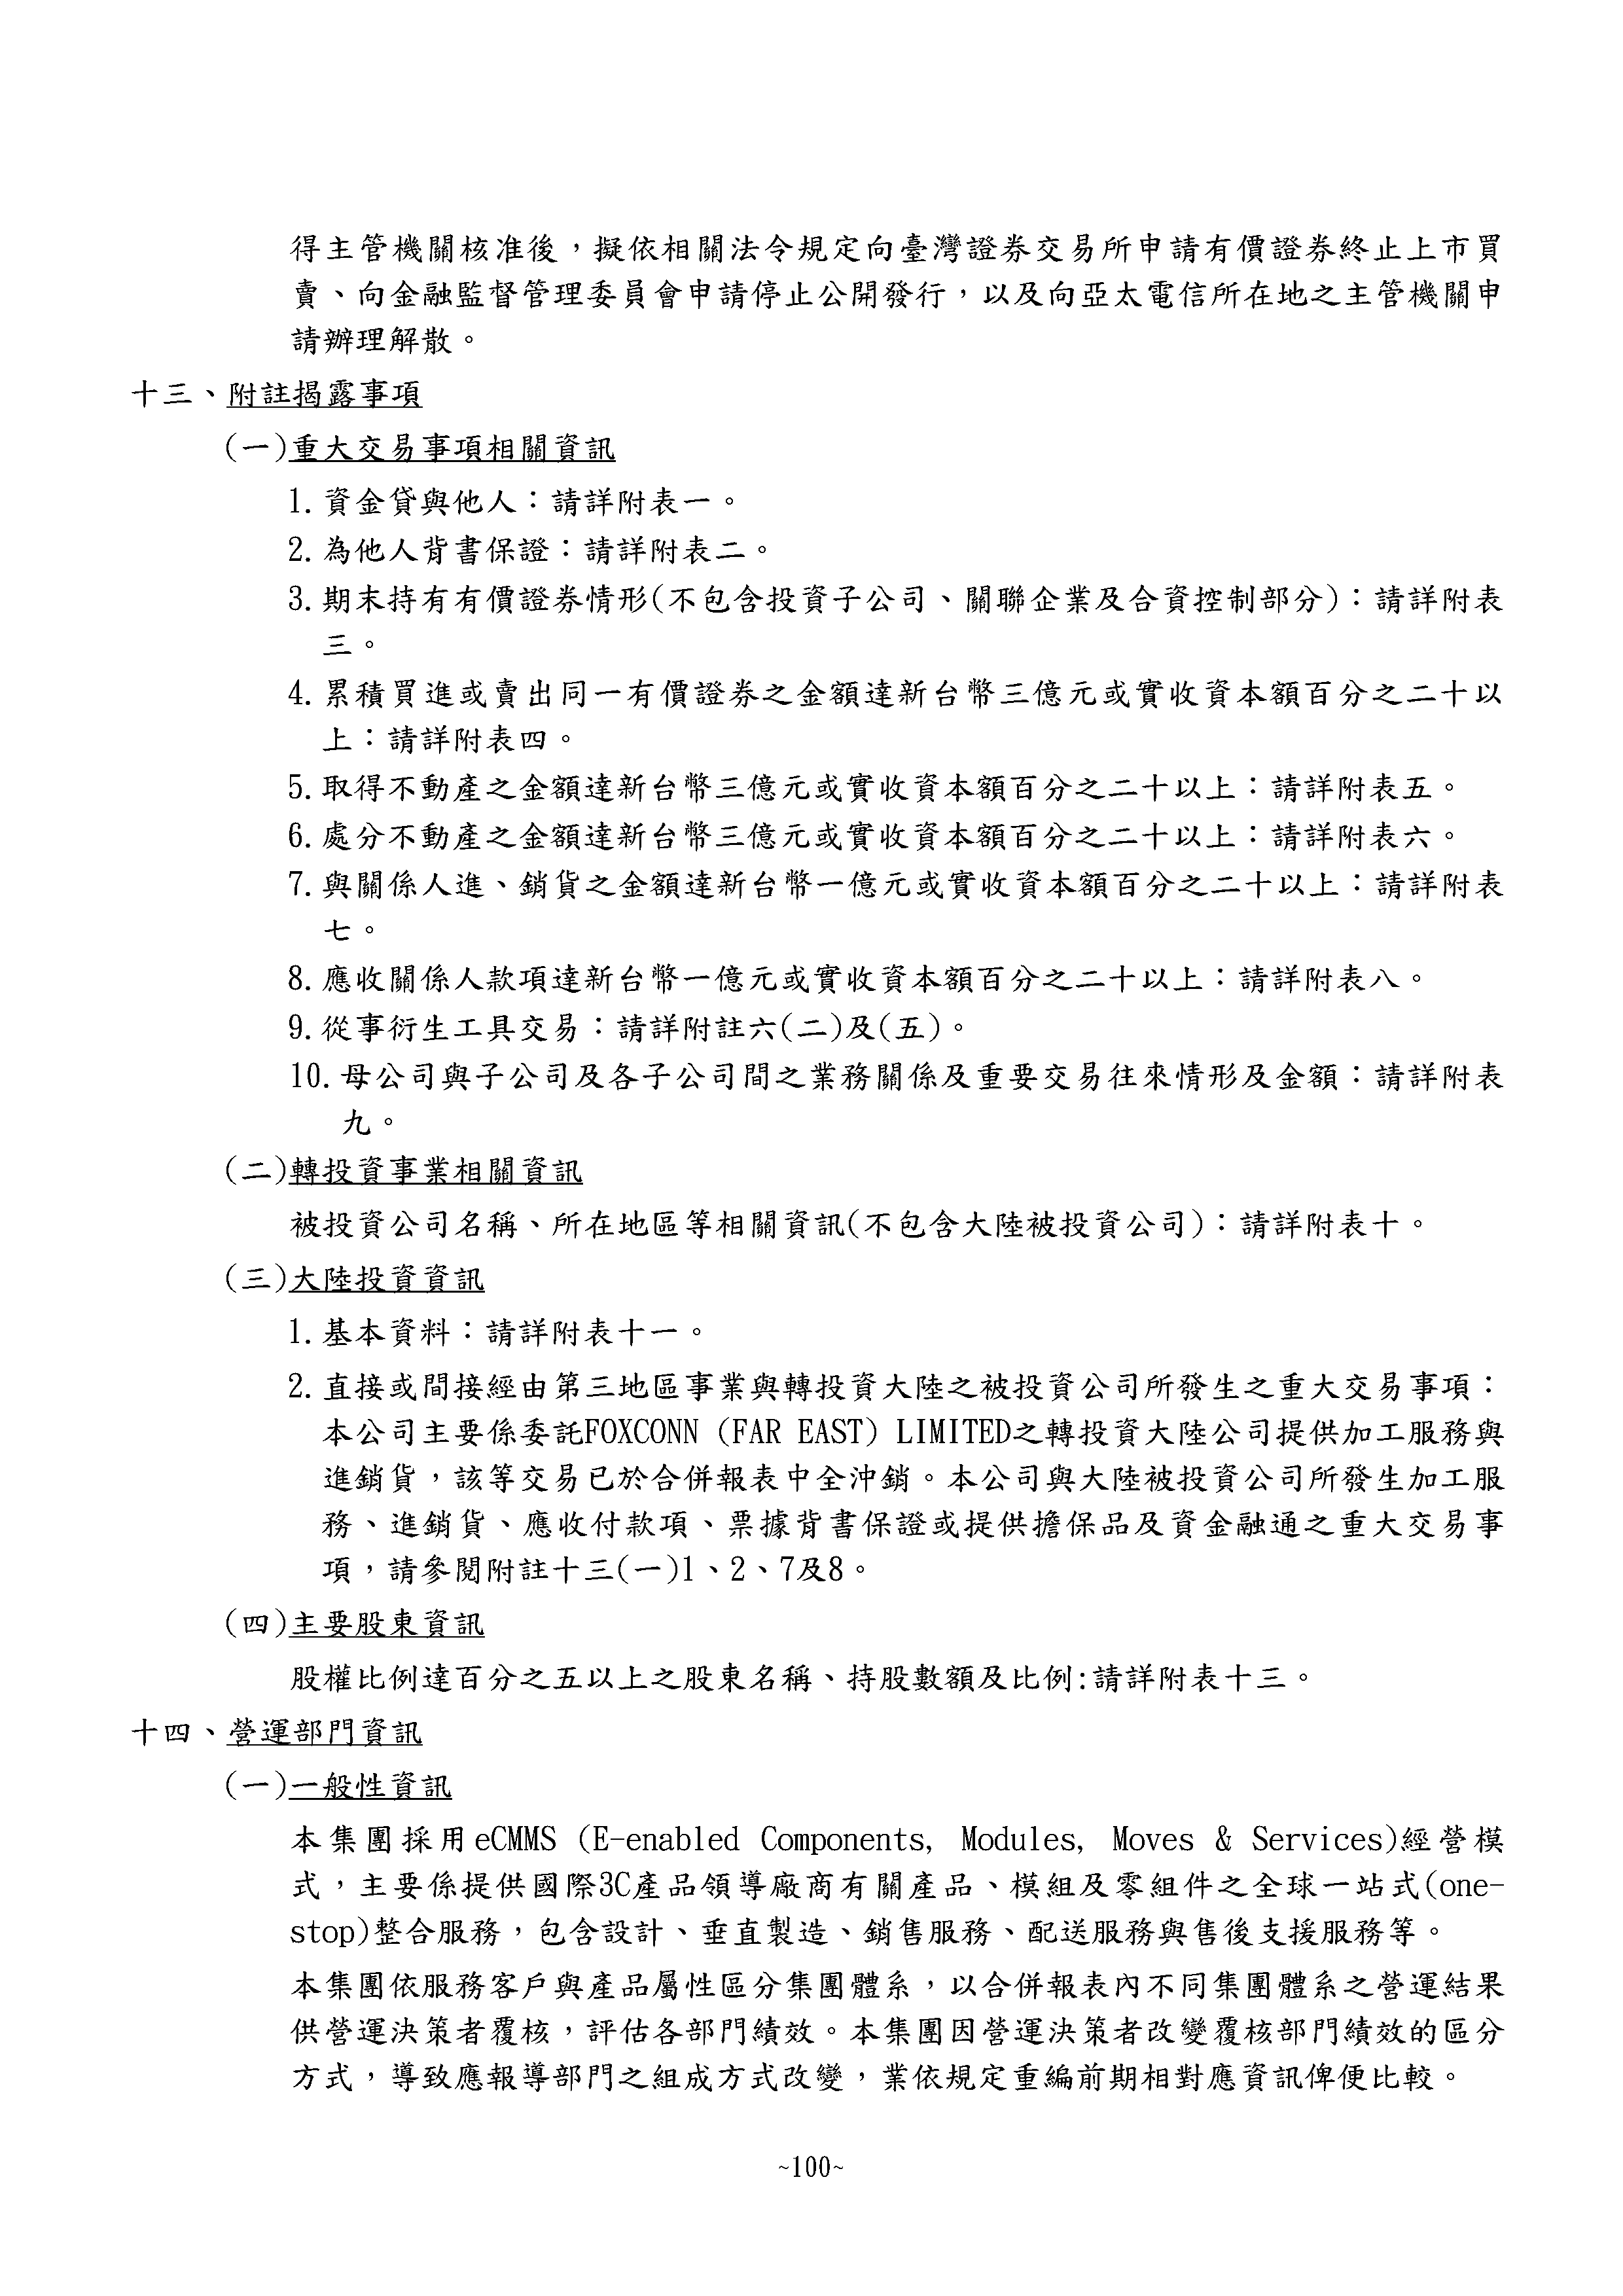 得主管機關核准後，擬依相關法令規定向臺灣證券交易所申請有價證券終止上市買
賣、向金融監督管理委員會申請停止公開發行，以及向亞太電信所在地之主管機關申
請辦理解散。
十三、附註揭露事項
(一)重大交易事項相關資訊
1.資金貸與他人：請詳附表一。
2.為他人背書保證：請詳附表二。
3.期末持有有價證券情形(不包含投資子公司、關聯企業及合資控制部分)：請詳附表
三。
4.累積買進或賣出同一有價證券之金額達新台幣三億元或實收資本額百分之二十以
上：請詳附表四。
5.取得不動產之金額達新台幣三億元或實收資本額百分之二十以上：請詳附表五。
6.處分不動產之金額達新台幣三億元或實收資本額百分之二十以上：請詳附表六。
7.與關係人進、銷貨之金額達新台幣一億元或實收資本額百分之二十以上：請詳附表
七。
8.應收關係人款項達新台幣一億元或實收資本額百分之二十以上：請詳附表八。
9.從事衍生工具交易：請詳附註六(二)及(五)。
10.母公司與子公司及各子公司間之業務關係及重要交易往來情形及金額：請詳附表
九。
(二)轉投資事業相關資訊
被投資公司名稱、所在地區等相關資訊(不包含大陸被投資公司)：請詳附表十。
(三)大陸投資資訊
1.基本資料：請詳附表十一。
2.直接或間接經由第三地區事業與轉投資大陸之被投資公司所發生之重大交易事項：
本公司主要係委託FOXCONN (FAR EAST) LIMITED之轉投資大陸公司提供加工服務與
進銷貨，該等交易已於合併報表中全沖銷。本公司與大陸被投資公司所發生加工服
務、進銷貨、應收付款項、票據背書保證或提供擔保品及資金融通之重大交易事
項，請參閱附註十三(一)1、2、7及8。
(四)主要股東資訊
股權比例達百分之五以上之股東名稱、持股數額及比例:請詳附表十三。
十四、營運部門資訊
(一)一般性資訊
本集團採用eCMMS (E-enabled Components, Modules, Moves & Services)經營模
式，主要係提供國際3C產品領導廠商有關產品、模組及零組件之全球一站式(one-
stop)整合服務，包含設計、垂直製造、銷售服務、配送服務與售後支援服務等。
本集團依服務客戶與產品屬性區分集團體系，以合併報表內不同集團體系之營運結果
供營運決策者覆核，評估各部門績效。本集團因營運決策者改變覆核部門績效的區分
方式，導致應報導部門之組成方式改變，業依規定重編前期相對應資訊俾便比較。
~100~